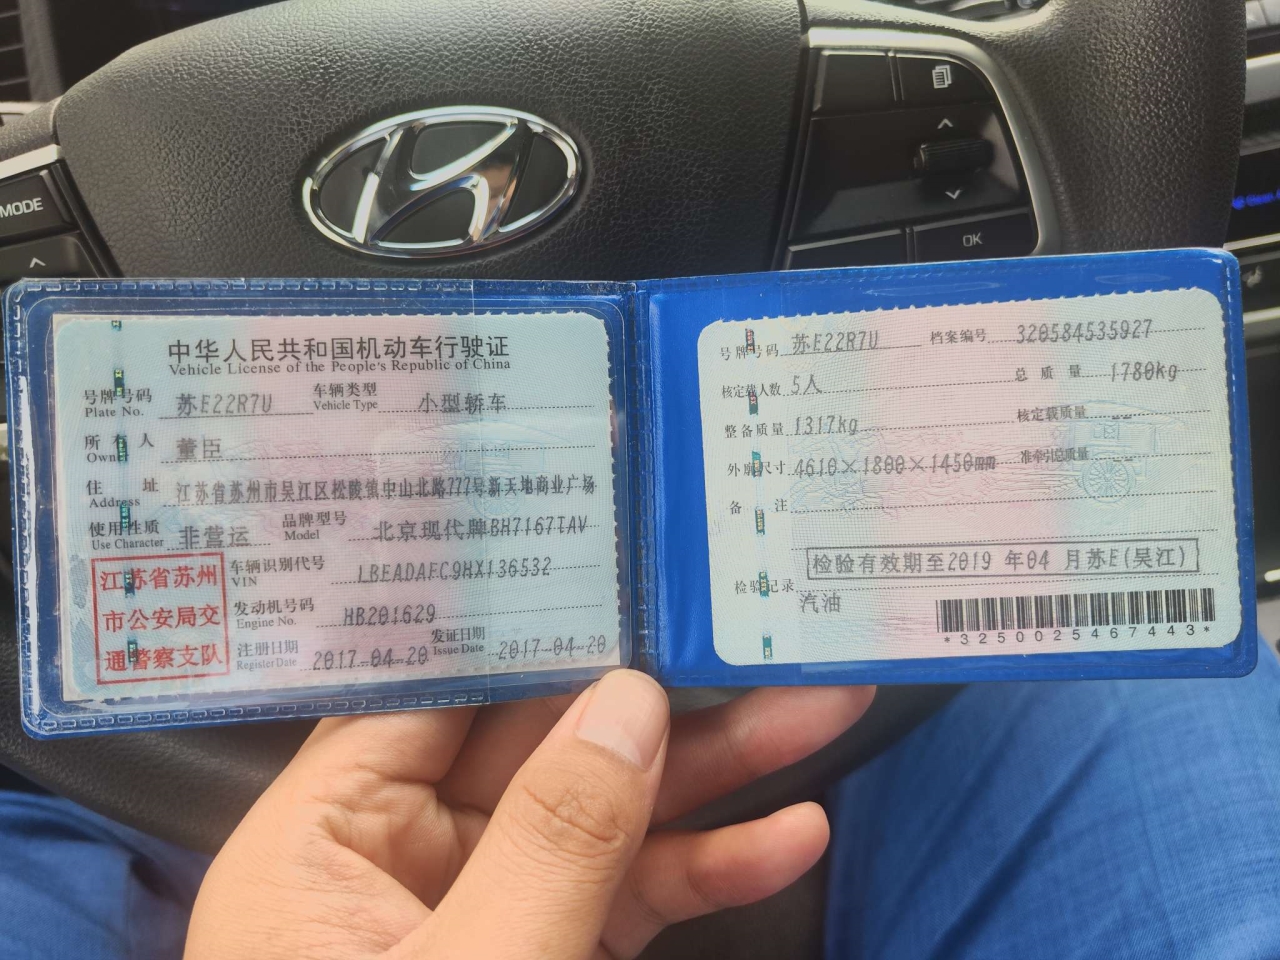 MODE
OK
中华人民共和国机动车行驶证
Vehicle License of the People's Republic of China
号牌号码 苏E22R7U 车辆类型 小型轿车
Plate No. Vehicle Type
所有人 董臣
Owner
住址 江苏省苏州市吴江区松陵镇中山北路777号新天地商业广场
Address
使用性质 非营运 品牌型号 北京现代牌BH7167TAV
Use Character Model
江苏省苏州
市公安局交
通警察支队
车辆识别代号 LBEADAFC9HX136532
VIN
发动机号码 HB201629
Engine No.
注册日期 2017-04-20 发证日期 2017-04-20
Register Date Issue Date
号牌号码 苏E22R7U 档案编号 320584535927
核定载人数 5人 总质量 1780kg
整备质量 1317kg 核定载质量 --
外廓尺寸 4610×1800×1450mm 准牵引总质量 --
备注
检验有效期至2019年04月苏E(吴江)
检验记录
汽油
*3250025467443*